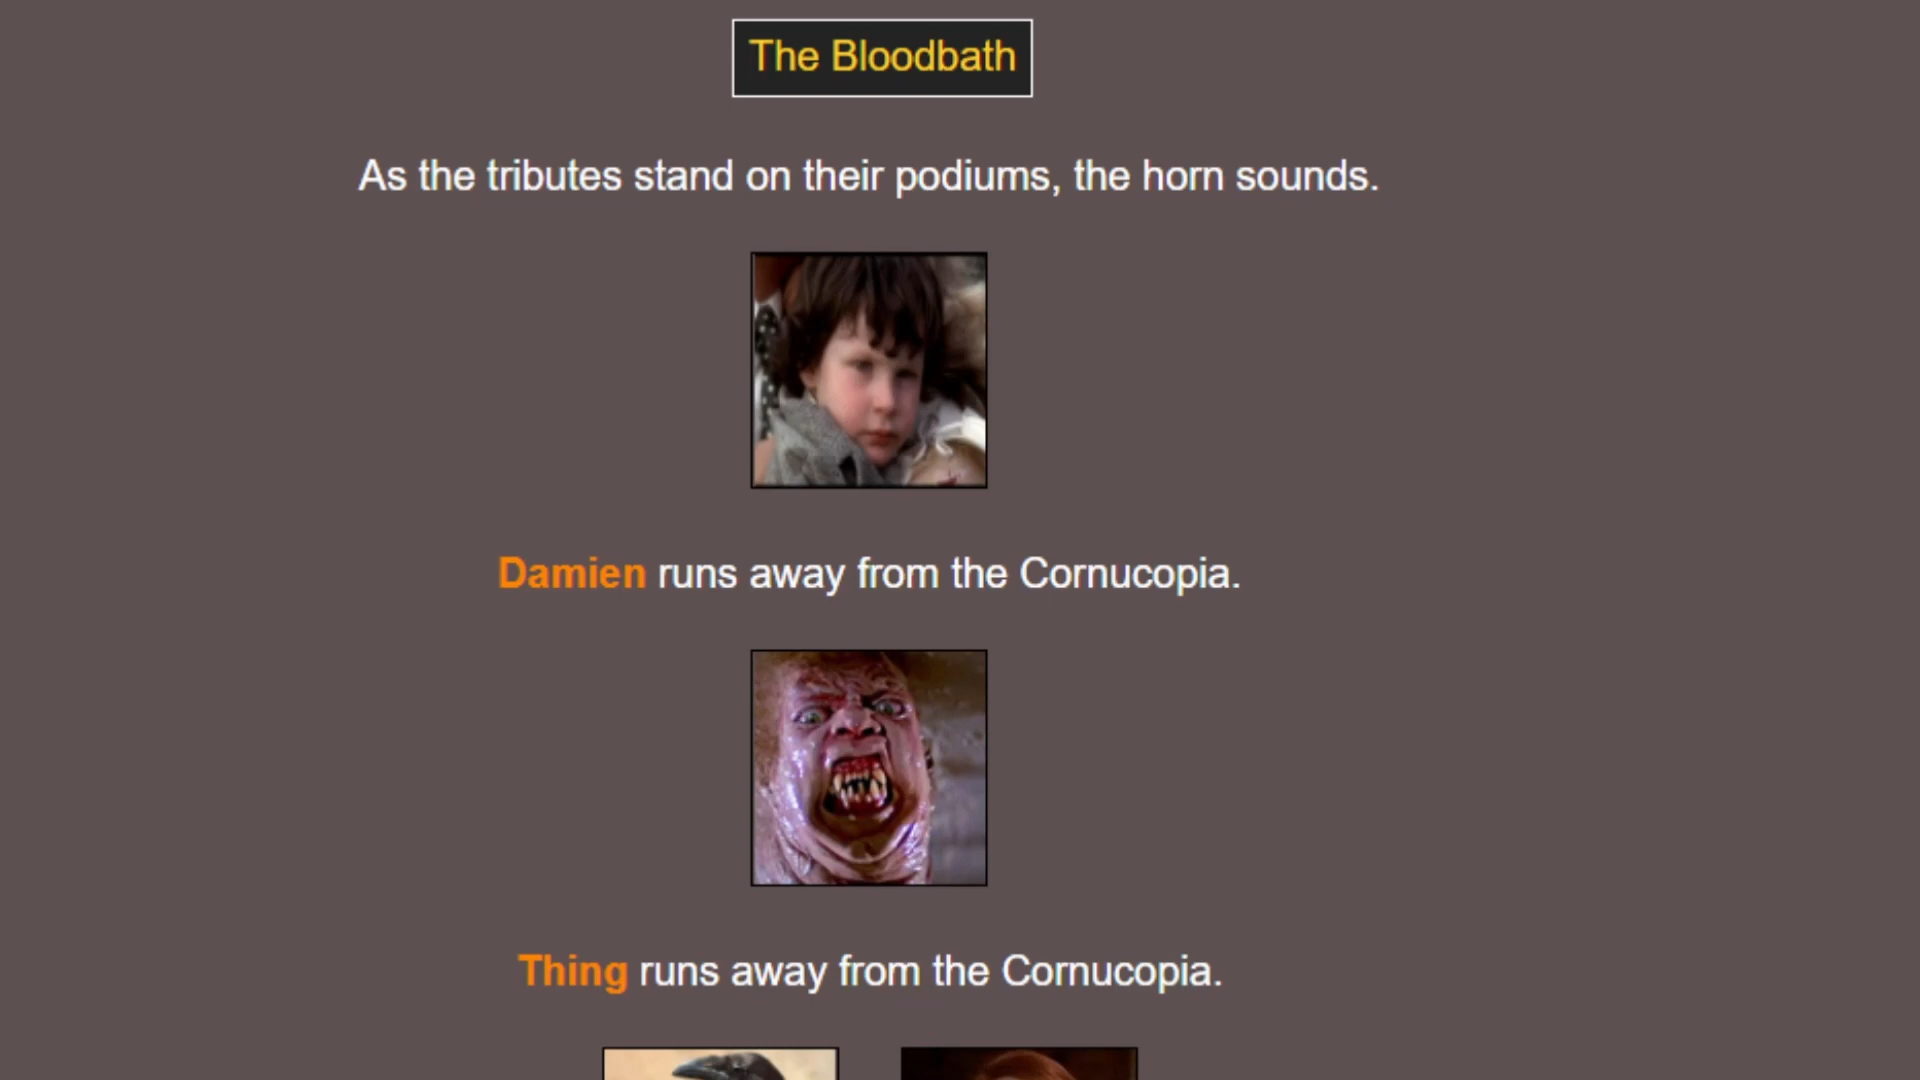 The Bloodbath
As the tributes stand on their podiums, the horn sounds.
Damien runs away from the Cornucopia.
Thing runs away from the Cornucopia.